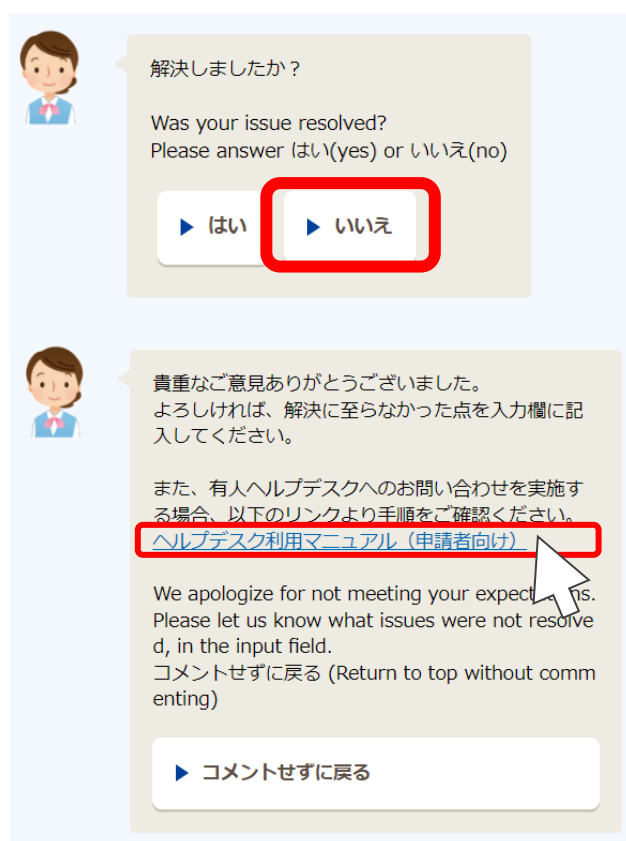 解決しましたか？
Was your issue resolved?
Please answer はい(yes) or いいえ(no)
はい
いいえ
貴重なご意見ありがとうございました。
よろしければ、解決に至らなかった点を入力欄に記
入してください。
また、有人ヘルプデスクへのお問い合わせを実施す
る場合、以下のリンクより手順をご確認ください。
ヘルプデスク利用マニュアル（申請者向け）
We apologize for not meeting your expectations.
Please let us know what issues were not resolve
d, in the input field.
コメントせずに戻る (Return to top without comm
enting)
コメントせずに戻る